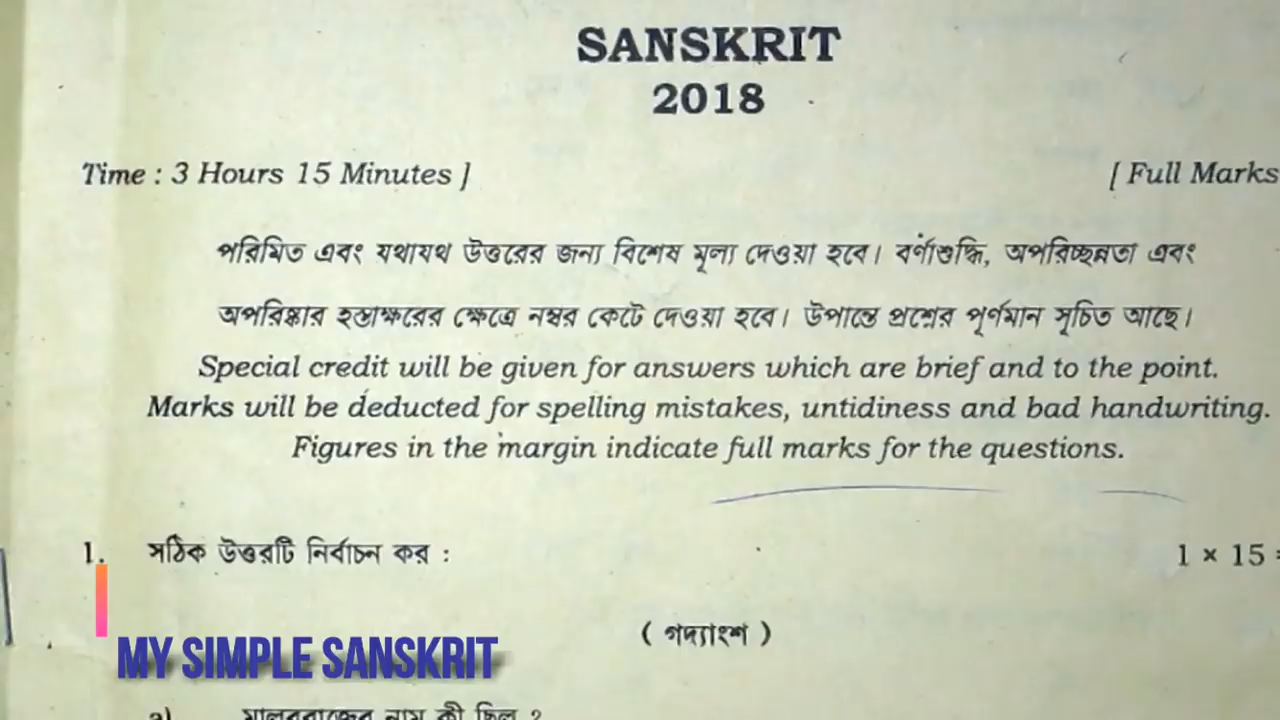 SANSKRIT
2018
Time : 3 Hours 15 Minutes ] [ Full Marks
পরিমিত এবং যথাযথ উত্তরের জন্য বিশেষ মূল্য দেওয়া হবে। বর্ণাশুদ্ধি, অপরিচ্ছন্নতা এবং
অপরিষ্কার হস্তাক্ষরের ক্ষেত্রে নম্বর কেটে দেওয়া হবে। উপান্তে প্রশ্নের পূর্ণমান সূচিত আছে।
Special credit will be given for answers which are brief and to the point.
Marks will be deducted for spelling mistakes, untidiness and bad handwriting.
Figures in the margin indicate full marks for the questions.
1. সঠিক উত্তরটি নির্বাচন কর : 1 × 15 =
( গদ্যাংশ )
MY SIMPLE SANSKRIT
a) নাম কী ছিল ?